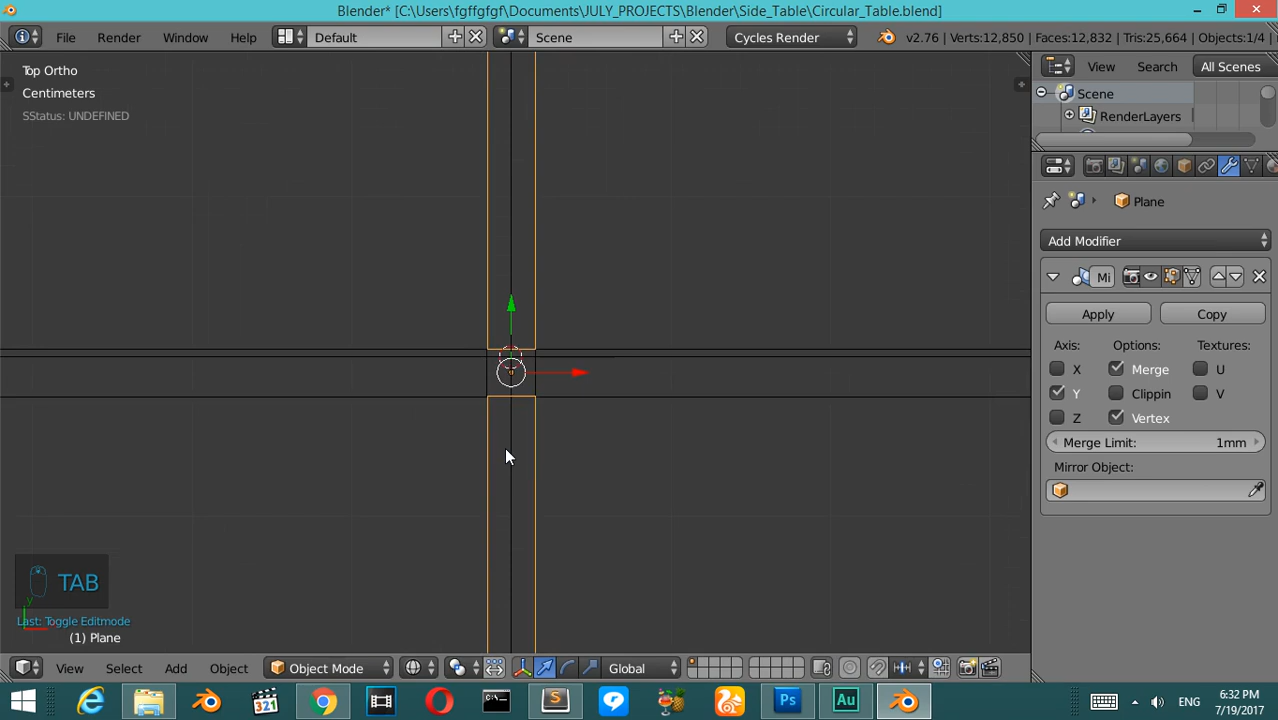 Blender* [C:\Users\fgffgfgf\Documents\JULY_PROJECTS\Blender\Side_Table\Circular_Table.blend]
File Render Window Help Default Scene Cycles Render v2.76 | Verts:12,850 | Faces:12,832 | Tris:25,664 | Objects:1/4
Top Ortho
Centimeters
SStatus: UNDEFINED
View Search All Scenes
Scene
RenderLayers
Plane
Add Modifier
Mi
Apply Copy
Axis: Options: Textures:
X Merge U
Y Clippin V
Z Vertex
Merge Limit: 1mm
Mirror Object:
TAB
Last: Toggle Editmode
(1) Plane
View Select Add Object Object Mode Global
ENG
6:32 PM
7/19/2017